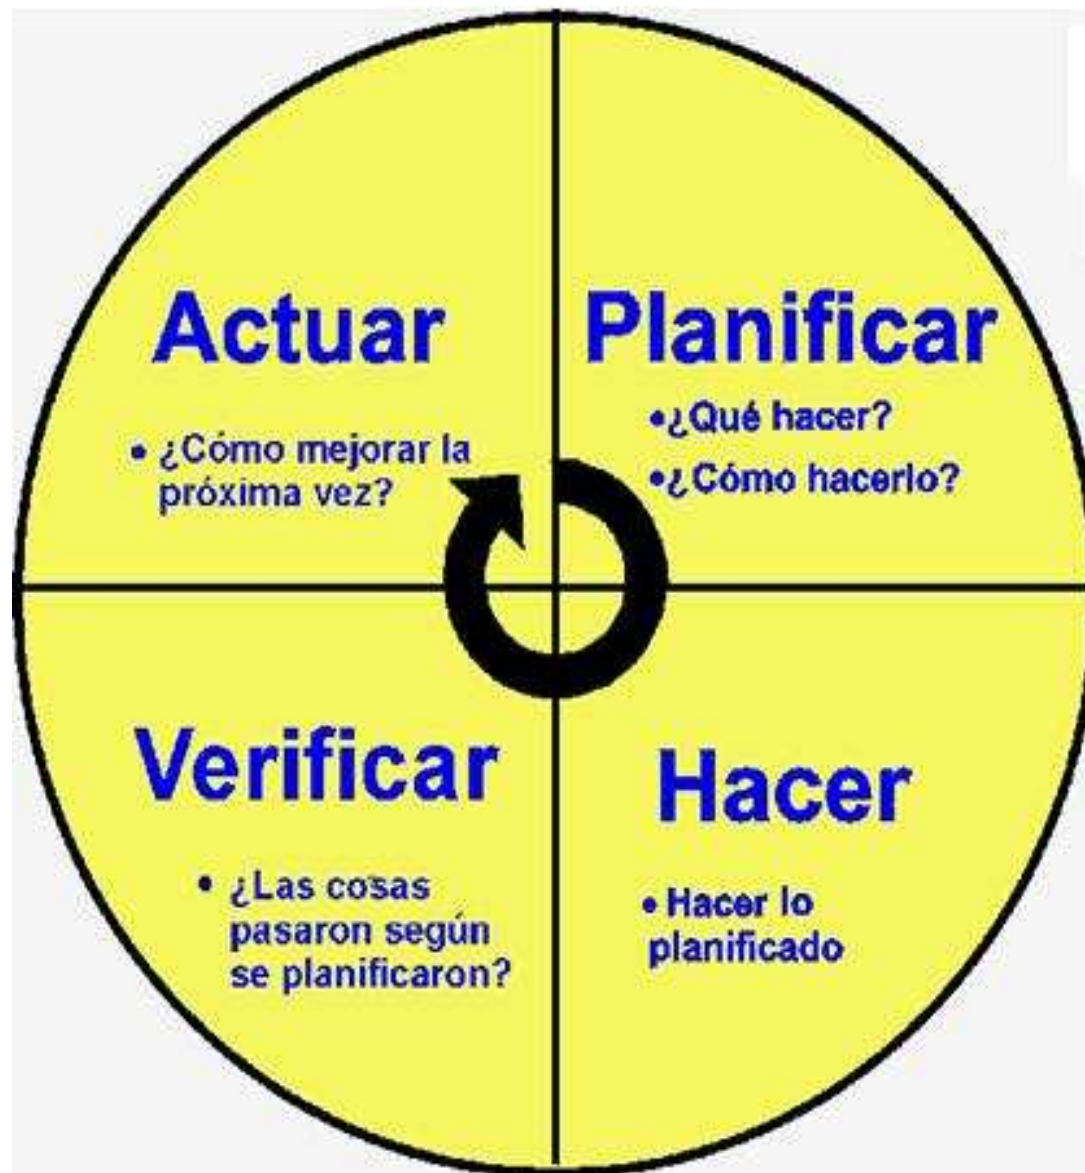 Actuar
• ¿Cómo mejorar la
próxima vez?
Planificar
•¿Qué hacer?
•¿Cómo hacerlo?
Verificar
• ¿Las cosas
pasaron según
se planificaron?
Hacer
• Hacer lo
planificado